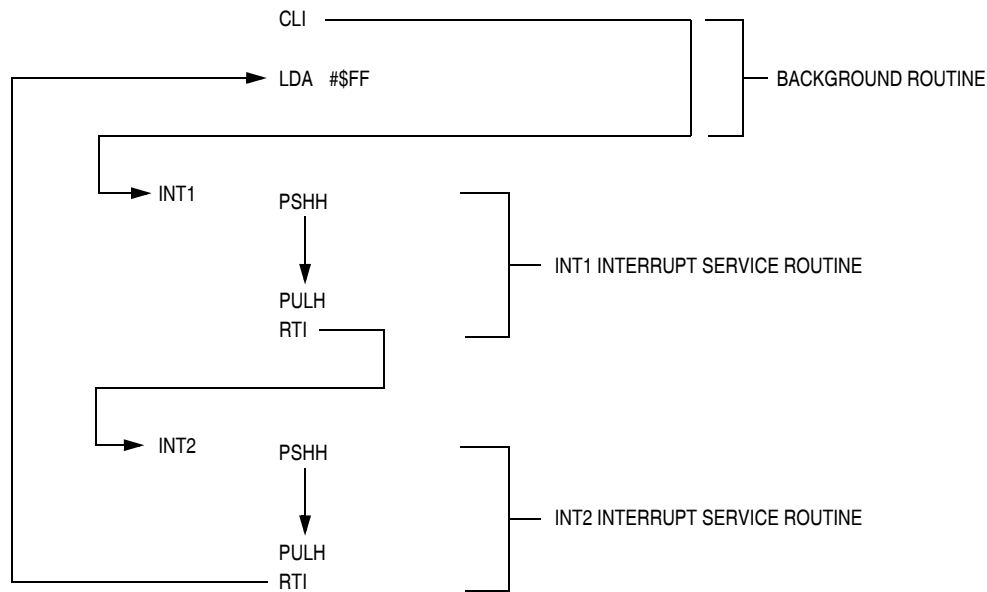 CLI
LDA #$FF
BACKGROUND ROUTINE
INT1
PSHH
INT1 INTERRUPT SERVICE ROUTINE
PULH
RTI
INT2
PSHH
INT2 INTERRUPT SERVICE ROUTINE
PULH
RTI